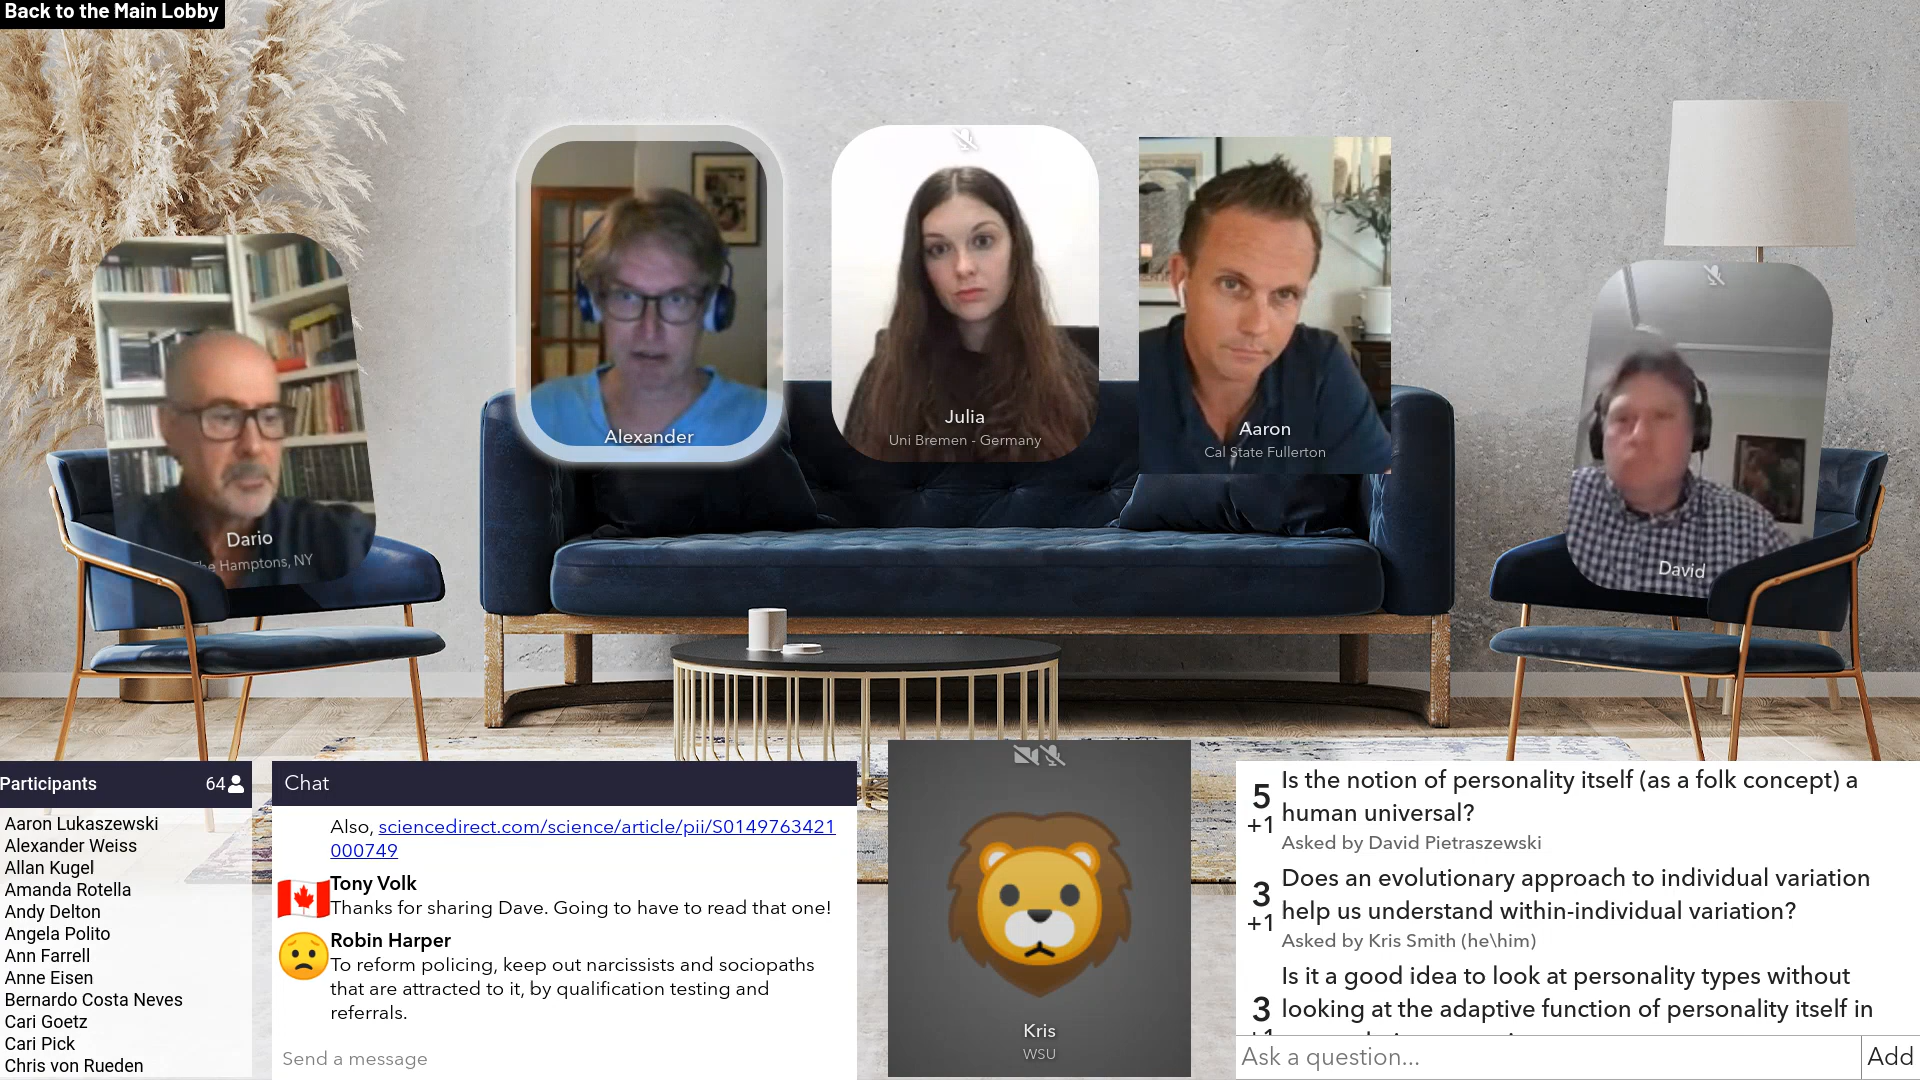 Back to the Main Lobby
Alexander
Julia
Uni Bremen - Germany
Aaron
Cal State Fullerton
Dario
The Hamptons, NY
David
Participants
64
Aaron Lukaszewski
Alexander Weiss
Allan Kugel
Amanda Rotella
Andy Delton
Angela Polito
Ann Farrell
Anne Eisen
Bernardo Costa Neves
Cari Goetz
Cari Pick
Chris von Rueden
Chat
Also, sciencedirect.com/science/article/pii/S0149763421
000749
Tony Volk
Thanks for sharing Dave. Going to have to read that one!
Robin Harper
To reform policing, keep out narcissists and sociopaths
that are attracted to it, by qualification testing and
referrals.
Send a message
Kris
WSU
5
+1
Is the notion of personality itself (as a folk concept) a
human universal?
Asked by David Pietraszewski
3
+1
Does an evolutionary approach to individual variation
help us understand within-individual variation?
Asked by Kris Smith (he\him)
3
Is it a good idea to look at personality types without
looking at the adaptive function of personality itself in
Ask a question...
Add